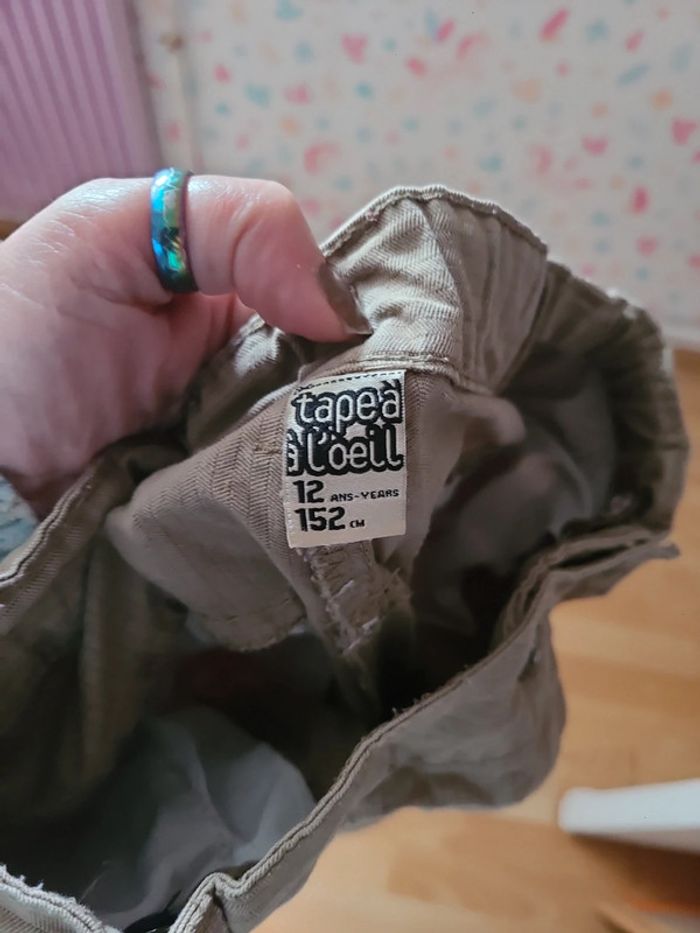 tape à
l'oeil
12 ANS-YEARS
152 CM